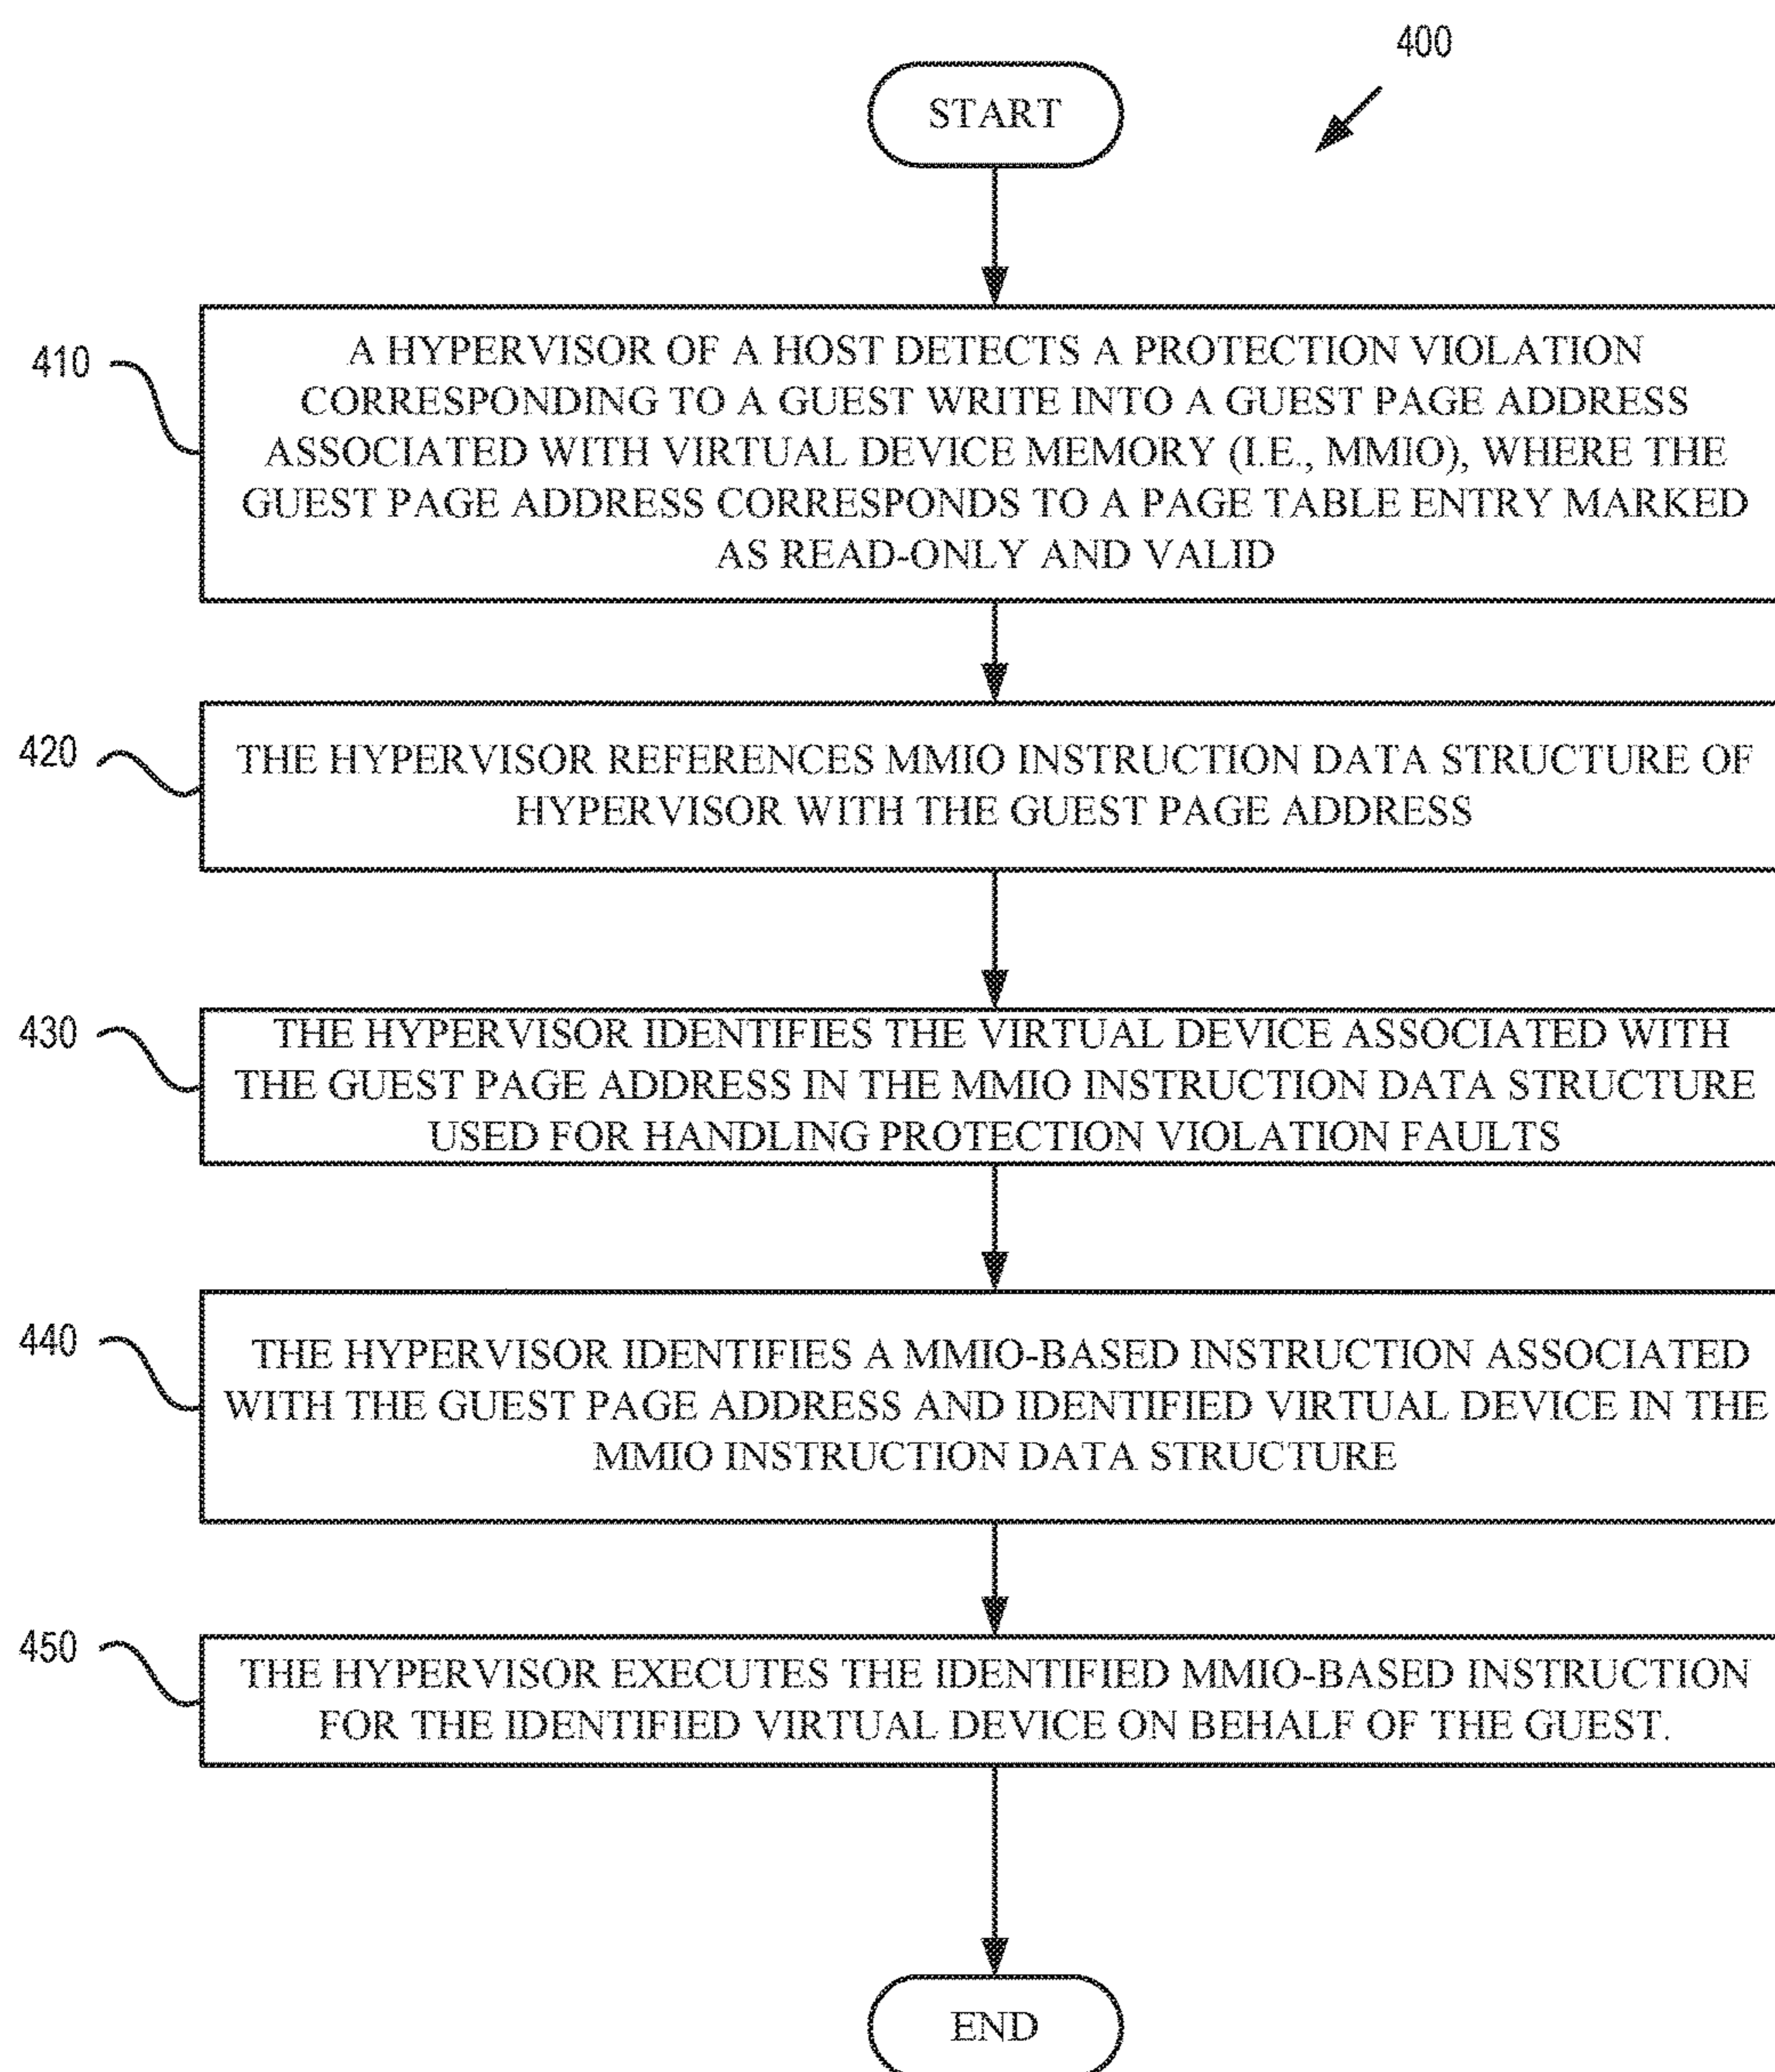 400
START
410
A HYPERVISOR OF A HOST DETECTS A PROTECTION VIOLATION
CORRESPONDING TO A GUEST WRITE INTO A GUEST PAGE ADDRESS
ASSOCIATED WITH VIRTUAL DEVICE MEMORY (I.E., MMIO), WHERE THE
GUEST PAGE ADDRESS CORRESPONDS TO A PAGE TABLE ENTRY MARKED
AS READ-ONLY AND VALID
420
THE HYPERVISOR REFERENCES MMIO INSTRUCTION DATA STRUCTURE OF
HYPERVISOR WITH THE GUEST PAGE ADDRESS
430
THE HYPERVISOR IDENTIFIES THE VIRTUAL DEVICE ASSOCIATED WITH
THE GUEST PAGE ADDRESS IN THE MMIO INSTRUCTION DATA STRUCTURE
USED FOR HANDLING PROTECTION VIOLATION FAULTS
440
THE HYPERVISOR IDENTIFIES A MMIO-BASED INSTRUCTION ASSOCIATED
WITH THE GUEST PAGE ADDRESS AND IDENTIFIED VIRTUAL DEVICE IN THE
MMIO INSTRUCTION DATA STRUCTURE
450
THE HYPERVISOR EXECUTES THE IDENTIFIED MMIO-BASED INSTRUCTION
FOR THE IDENTIFIED VIRTUAL DEVICE ON BEHALF OF THE GUEST.
END